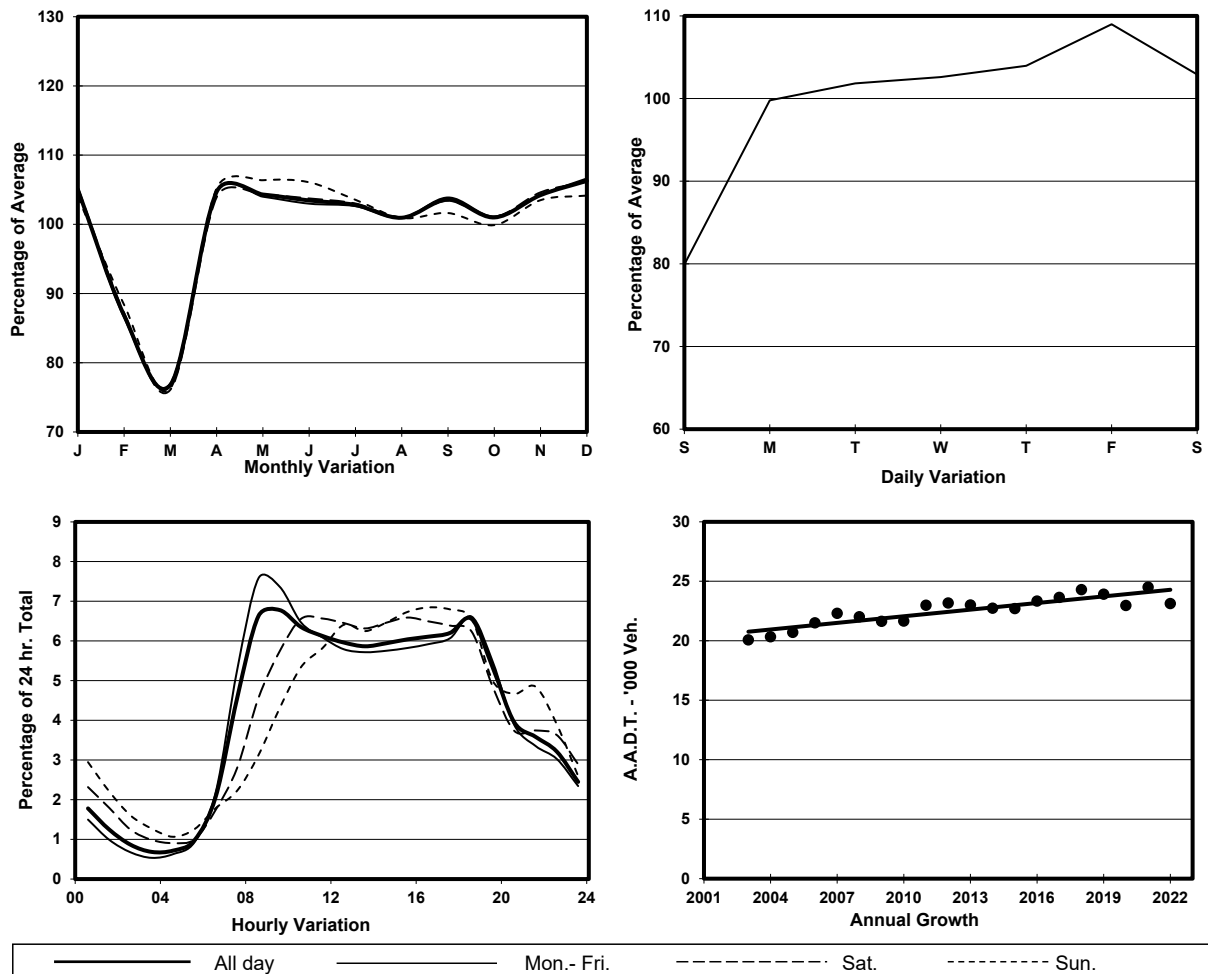 Percentage of Average
130
120
110
100
90
80
70
J F M A M J J A S O N D
Monthly Variation
Percentage of Average
110
100
90
80
70
60
S M T W T F S
Daily Variation
Percentage of 24 hr. Total
9
8
7
6
5
4
3
2
1
0
00 04 08 12 16 20 24
Hourly Variation
A.A.D.T. - '000 Veh.
30
25
20
15
10
5
0
2001 2004 2007 2010 2013 2016 2019 2022
Annual Growth
All day Mon.- Fri. Sat. Sun.